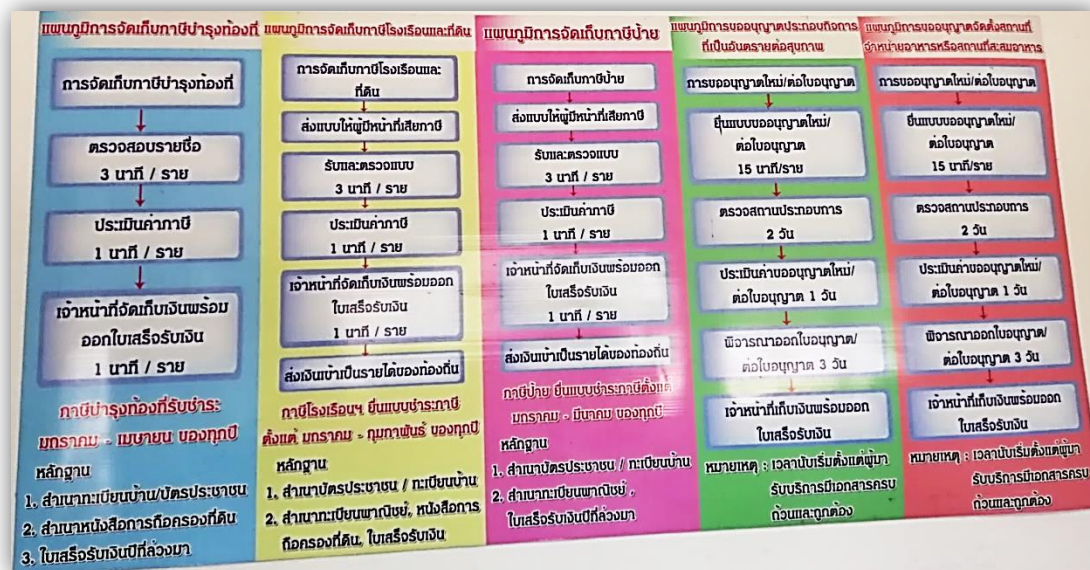 แผนภูมิการจัดเก็บภาษีบำรุงท้องที่
การจัดเก็บภาษีบำรุงท้องที่
ตรวจสอบรายชื่อ
3 นาที / ราย
ประเมินค่าภาษี
1 นาที / ราย
เจ้าหน้าที่จัดเก็บเงินพร้อม
ออกใบเสร็จรับเงิน
1 นาที / ราย
ภาษีบำรุงท้องที่รับชำระ
มกราคม - เมษายน ของทุกปี
หลักฐาน
1. สำเนาทะเบียนบ้าน/บัตรประชาชน
2. สำเนาหนังสือการถือครองที่ดิน
3. ใบเสร็จรับเงินปีที่ล่วงมา
แผนภูมิการจัดเก็บภาษีโรงเรือนและที่ดิน
การจัดเก็บภาษีโรงเรือนและ
ที่ดิน
ส่งแบบให้ผู้มีหน้าที่เสียภาษี
รับและตรวจแบบ
3 นาที / ราย
ประเมินค่าภาษี
1 นาที / ราย
เจ้าหน้าที่จัดเก็บเงินพร้อมออก
ใบเสร็จรับเงิน
1 นาที / ราย
ส่งเงินเข้าเป็นรายได้ของท้องถิ่น
ภาษีโรงเรือนฯ ยื่นแบบชำระภาษี
ตั้งแต่ มกราคม - กุมภาพันธ์ ของทุกปี
หลักฐาน
1. สำเนาบัตรประชาชน / ทะเบียนบ้าน
2. สำเนาทะเบียนพาณิชย์, หนังสือการ
ถือครองที่ดิน, ใบเสร็จรับเงิน
แผนภูมิการจัดเก็บภาษีป้าย
การจัดเก็บภาษีป้าย
ส่งแบบให้ผู้มีหน้าที่เสียภาษี
รับและตรวจแบบ
3 นาที / ราย
ประเมินค่าภาษี
1 นาที / ราย
เจ้าหน้าที่จัดเก็บเงินพร้อมออก
ใบเสร็จรับเงิน
1 นาที / ราย
ส่งเงินเข้าเป็นรายได้ของท้องถิ่น
ภาษีป้าย ยื่นแบบชำระภาษีตั้งแต่
มกราคม - มีนาคม ของทุกปี
หลักฐาน
1. สำเนาบัตรประชาชน / ทะเบียนบ้าน
2. สำเนาทะเบียนพาณิชย์ ,
ใบเสร็จรับเงินปีที่ล่วงมา
แผนภูมิการขออนุญาตประกอบกิจการ
ที่เป็นอันตรายต่อสุขภาพ
การขออนุญาตใหม่/ต่อใบอนุญาต
ยื่นแบบขออนุญาตใหม่/
ต่อใบอนุญาต
15 นาที/ราย
ตรวจสถานประกอบการ
2 วัน
ประเมินค่าขออนุญาตใหม่/
ต่อใบอนุญาต 1 วัน
พิจารณาออกใบอนุญาต/
ต่อใบอนุญาต 3 วัน
เจ้าหน้าที่เก็บเงินพร้อมออก
ใบเสร็จรับเงิน
หมายเหตุ : เวลานับเริ่มตั้งแต่ผู้มา
รับบริการมีเอกสารครบ
ถ้วนและถูกต้อง
แผนภูมิการขออนุญาตจัดตั้งสถานที่
จำหน่ายอาหารหรือสถานที่สะสมอาหาร
การขออนุญาตใหม่/ต่อใบอนุญาต
ยื่นแบบขออนุญาตใหม่/
ต่อใบอนุญาต
15 นาที/ราย
ตรวจสถานประกอบการ
2 วัน
ประเมินค่าขออนุญาตใหม่/
ต่อใบอนุญาต 1 วัน
พิจารณาออกใบอนุญาต/
ต่อใบอนุญาต 3 วัน
เจ้าหน้าที่เก็บเงินพร้อมออก
ใบเสร็จรับเงิน
หมายเหตุ : เวลานับเริ่มตั้งแต่ผู้มา
รับบริการมีเอกสารครบ
ถ้วนและถูกต้อง